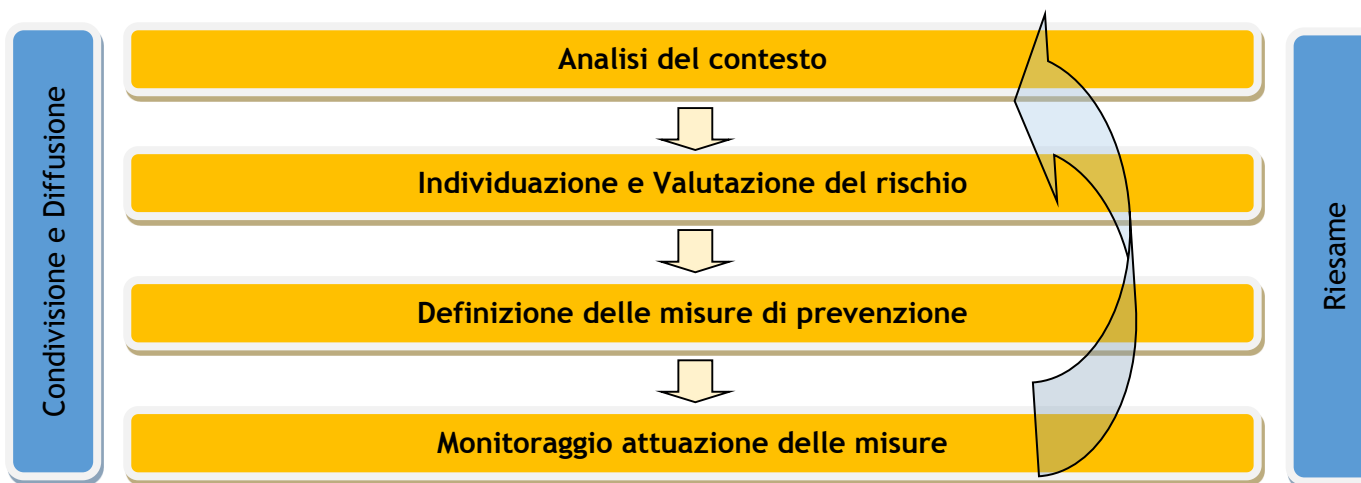 Condivisione e Diffusione
Analisi del contesto
Individuazione e Valutazione del rischio
Definizione delle misure di prevenzione
Monitoraggio attuazione delle misure
Riesame